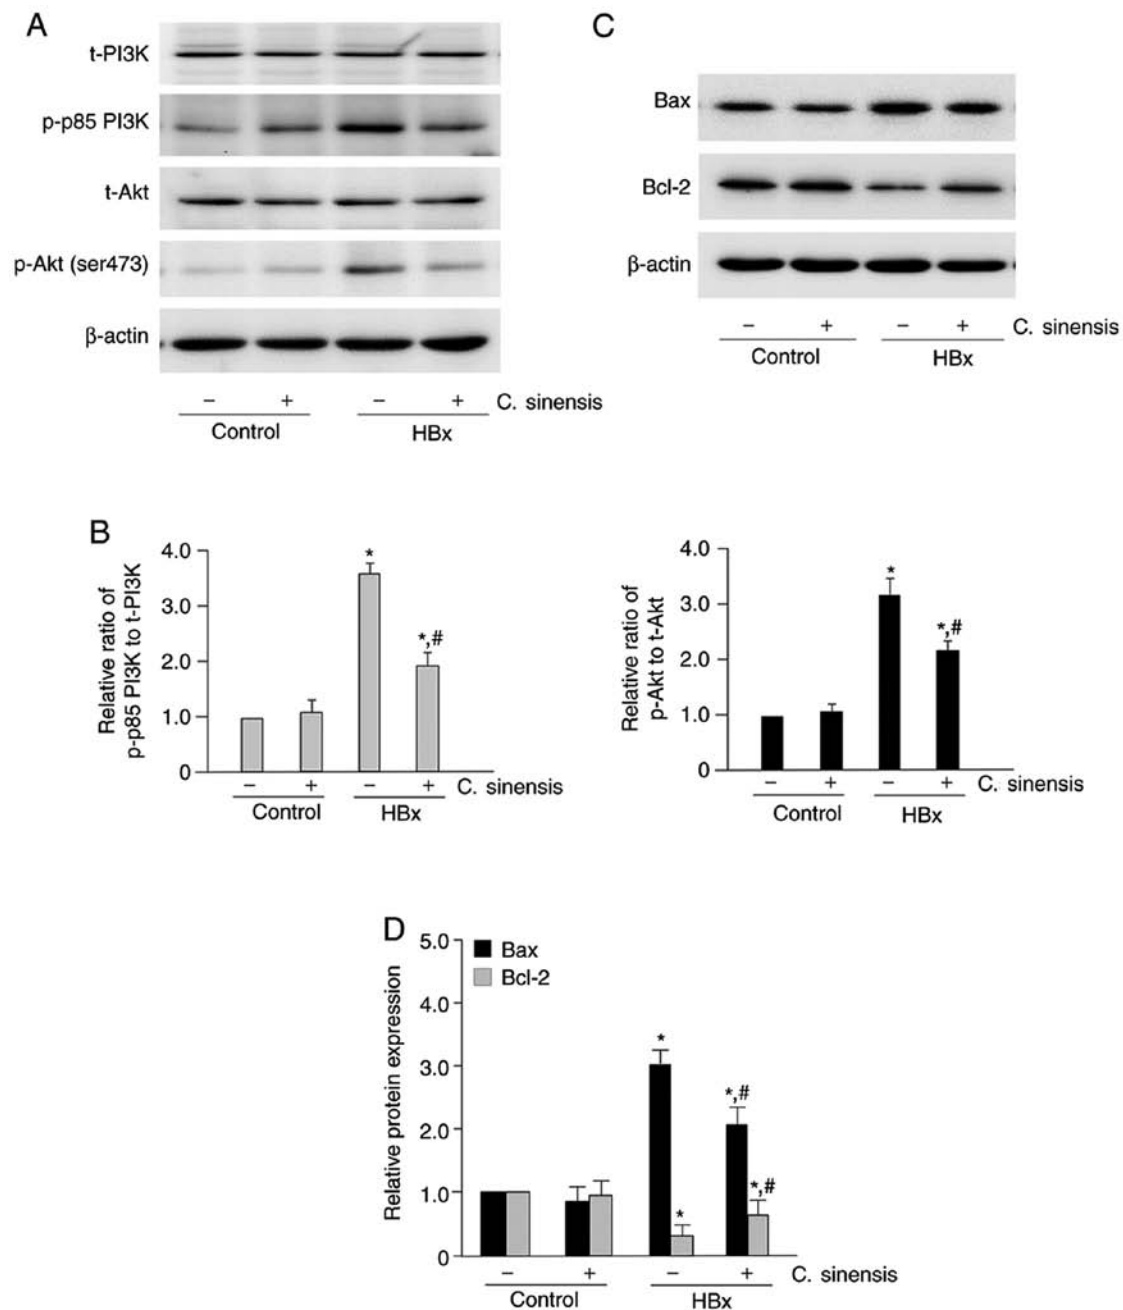 A
t-PI3K
p-p85 PI3K
t-Akt
p-Akt (ser473)
β-actin
− + − + C. sinensis
Control HBx
C
Bax
Bcl-2
β-actin
− + − + C. sinensis
Control HBx
B
Relative ratio of
p-p85 PI3K to t-PI3K
4.0
3.0
2.0
1.0
0
*
*,#
− + − + C. sinensis
Control HBx
Relative ratio of
p-Akt to t-Akt
4.0
3.0
2.0
1.0
0
*
*,#
− + − + C. sinensis
Control HBx
D
Relative protein expression
5.0
4.0
3.0
2.0
1.0
0
Bax
Bcl-2
*
*
*,#
*,#
− + − + C. sinensis
Control HBx